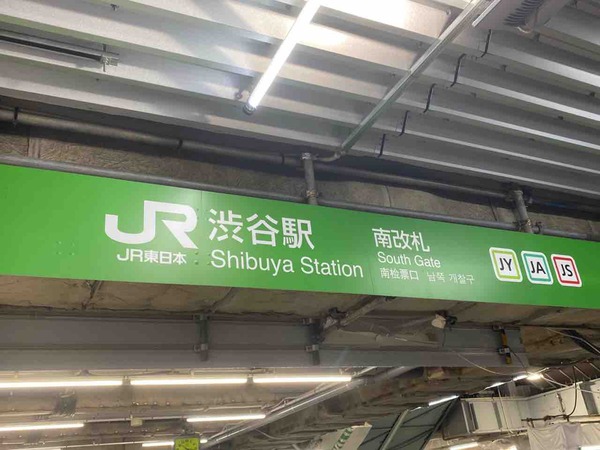 JR 渋谷駅
JR東日本 Shibuya Station
南改札
South Gate
南检票口 남쪽 개찰구
JY JA JS